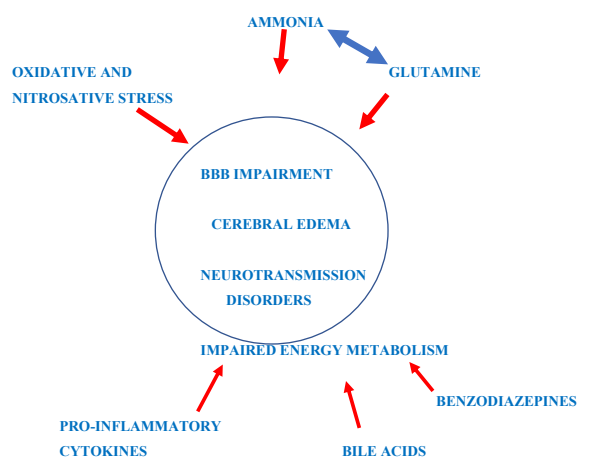 AMMONIA
OXIDATIVE AND
NITROSATIVE STRESS
GLUTAMINE
BBB IMPAIRMENT
CEREBRAL EDEMA
NEUROTRANSMISSION
DISORDERS
IMPAIRED ENERGY METABOLISM
BENZODIAZEPINES
PRO-INFLAMMATORY
CYTOKINES
BILE ACIDS